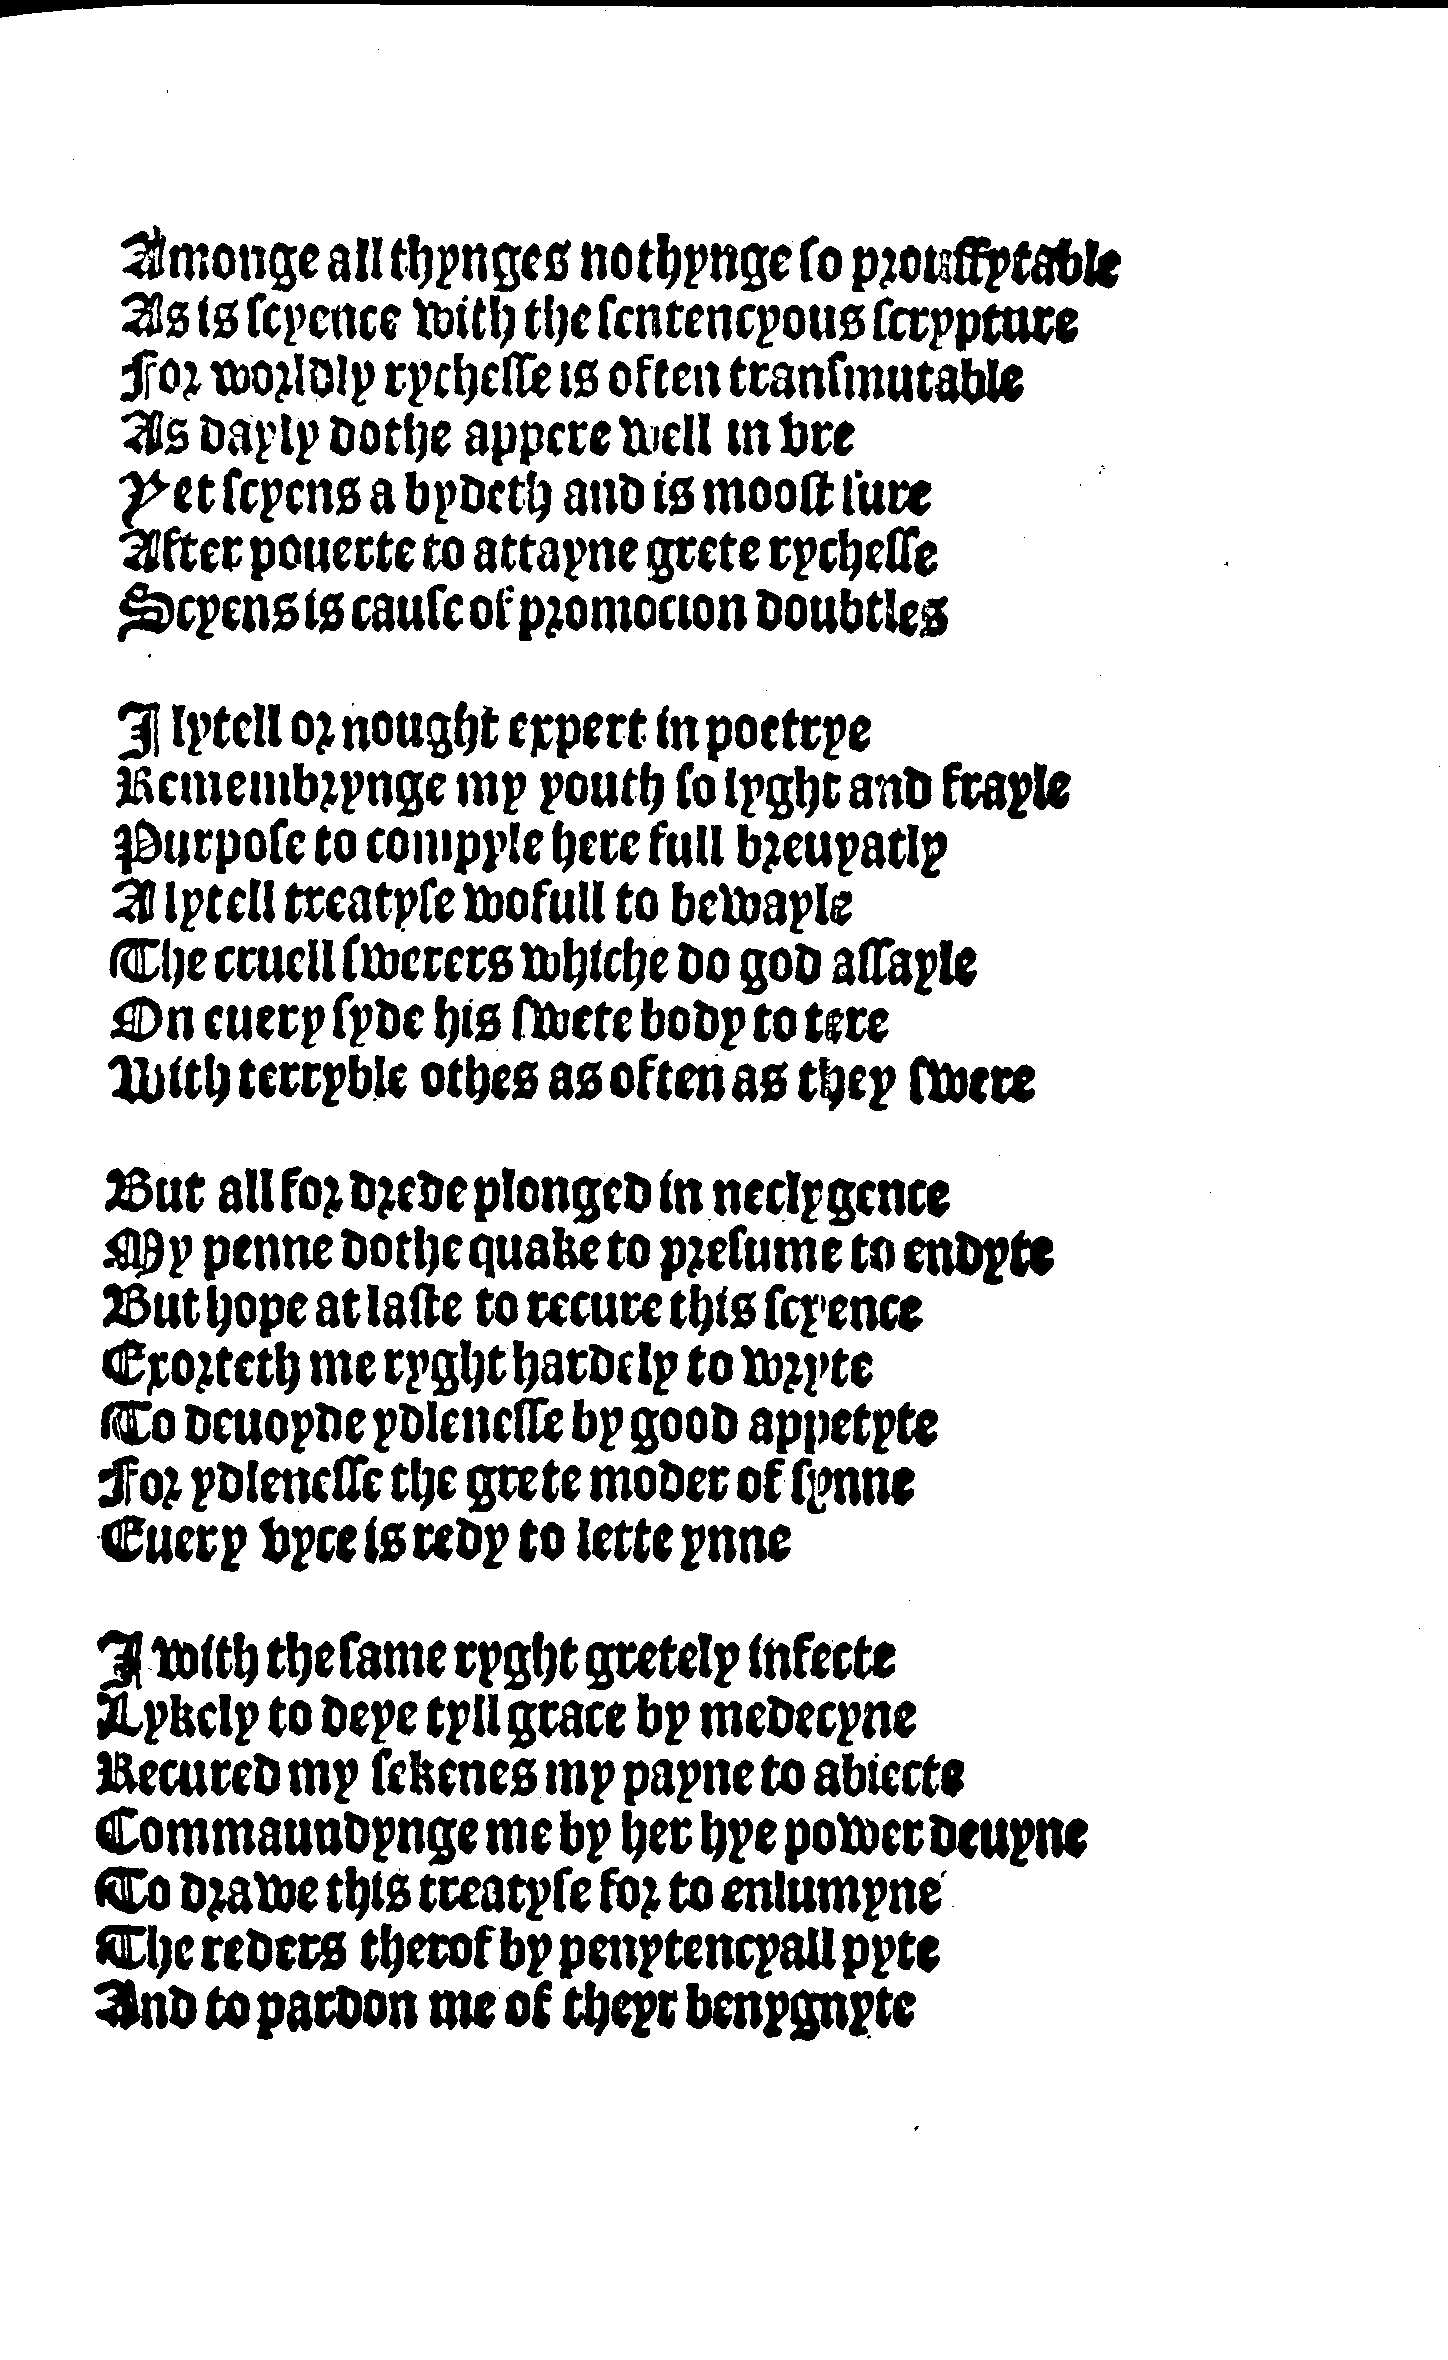 Amonge all thynges nothynge ſo prouffytable
As is ſcyence with the ſentencyous ſcrypture
For worldly rycheſſe is often tranſmutable
As dayly dothe appere well in vre
Yet ſcyens a bydeth and is mooſt ſure
After pouerte to attayne grete rycheſſe
Scyens is cauſe of promocion doubtles

I lytell or nought expert in poetrye
Remembrynge my youth ſo lyght and frayle
Purpoſe to compyle here full breuyatly
A lytell treatyſe wofull to bewayle
The cruell ſwerers whiche do god aſſayle
On euery ſyde his ſwete body to tere
With terryble othes as often as they ſwere

But all for drede plonged in neclygence
My penne dothe quake to preſume to endyte
But hope at laſte to recure this ſcyence
Exorteth me ryght hardely to wryte
To deuoyde ydleneſſe by good appetyte
For ydleneſſe the grete moder of ſynne
Euery vyce is redy to lette ynne

I with the ſame ryght gretely infecte
Lykely to deye tyll grace by medecyne
Recured my ſekenes my payne to abiecte
Commaundynge me by her hye power deuyne
To drawe this treatyſe for to enlumyne
The reders therof by penytencyall pyte
And to pardon me of theyr benygnyte